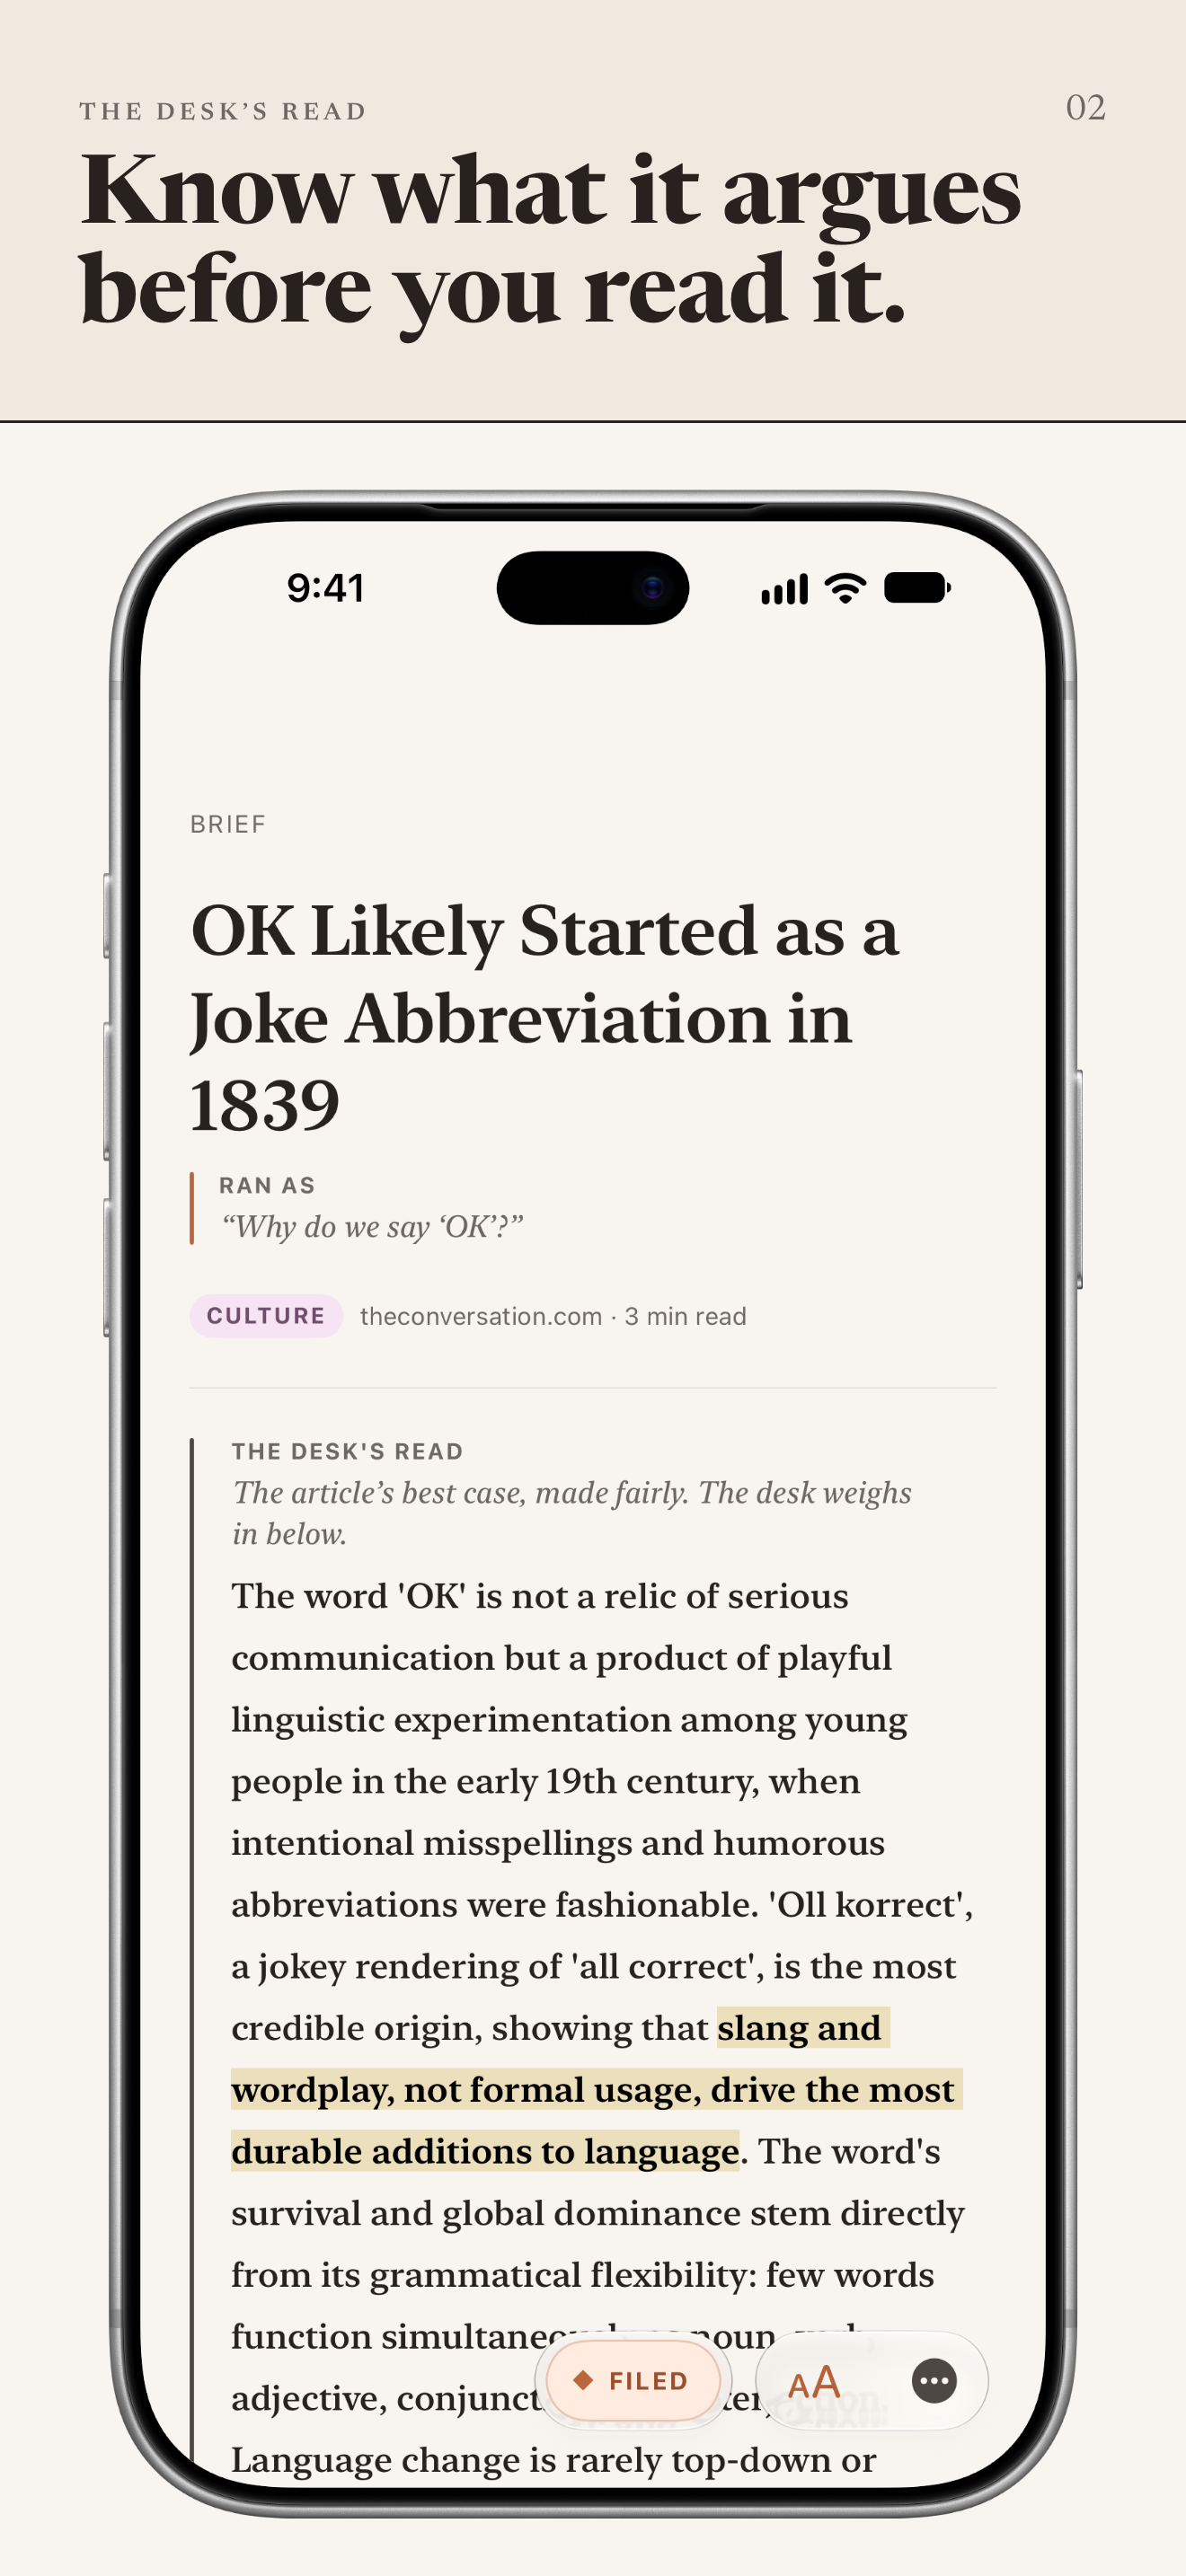 THE DESK’S READ
02
Know what it argues
before you read it.
9:41
BRIEF
OK Likely Started as a
Joke Abbreviation in
1839
RAN AS
“Why do we say ‘OK’?”
CULTURE
theconversation.com · 3 min read
THE DESK'S READ
The article’s best case, made fairly. The desk weighs
in below.
The word 'OK' is not a relic of serious
communication but a product of playful
linguistic experimentation among young
people in the early 19th century, when
intentional misspellings and humorous
abbreviations were fashionable. 'Oll korrect',
a jokey rendering of 'all correct', is the most
credible origin, showing that slang and
wordplay, not formal usage, drive the most
durable additions to language. The word's
survival and global dominance stem directly
from its grammatical flexibility: few words
function simultaneously as noun, verb,
adjective,
FILED
AA
Language change is rarely top-down or